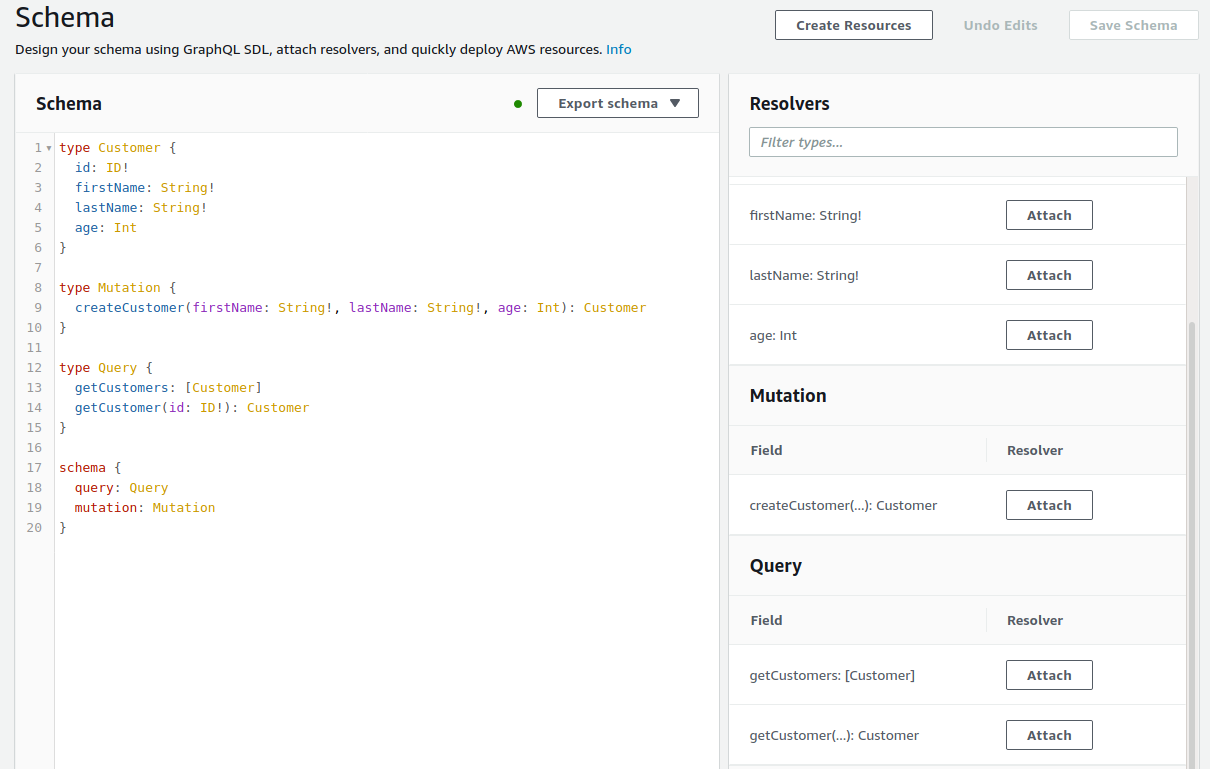 Schema
Create Resources
Undo Edits
Save Schema
Design your schema using GraphQL SDL, attach resolvers, and quickly deploy AWS resources. Info
Schema
Export schema ▼
1 type Customer {
2 id: ID!
3 firstName: String!
4 lastName: String!
5 age: Int
6 }
7
8 type Mutation {
9 createCustomer(firstName: String!, lastName: String!, age: Int): Customer
10 }
11
12 type Query {
13 getCustomers: [Customer]
14 getCustomer(id: ID!): Customer
15 }
16
17 schema {
18 query: Query
19 mutation: Mutation
20 }
Resolvers
Filter types...
firstName: String! Attach
lastName: String! Attach
age: Int Attach
Mutation
Field Resolver
createCustomer(...): Customer Attach
Query
Field Resolver
getCustomers: [Customer] Attach
getCustomer(...): Customer Attach